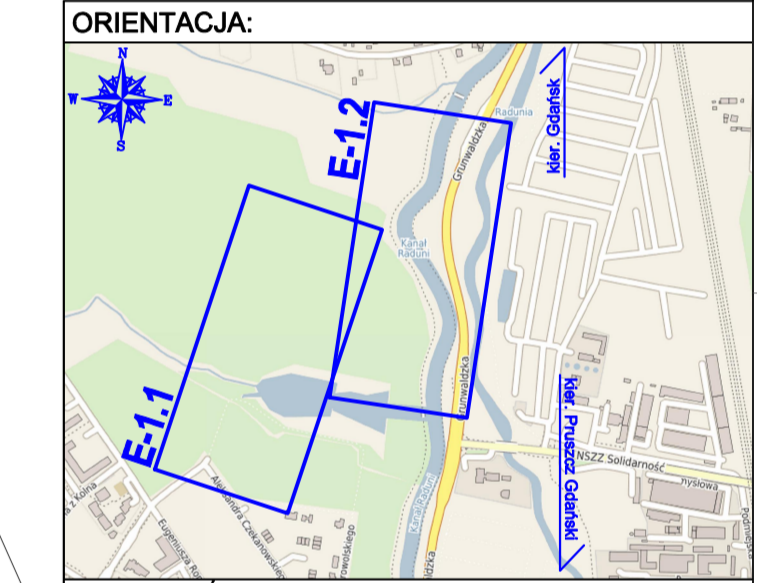 ORIENTACJA:
N
W
E
S
E-1.2
Radunia
kier. Gdańsk
Grunwaldzka
Kanał
Raduni
E-1.1
Grunwaldzka
kier. Pruszcz Gdański
NSZZ Solidarność
Aleksandra Czekanowskiego
a z Kolna
Kanał Raduni